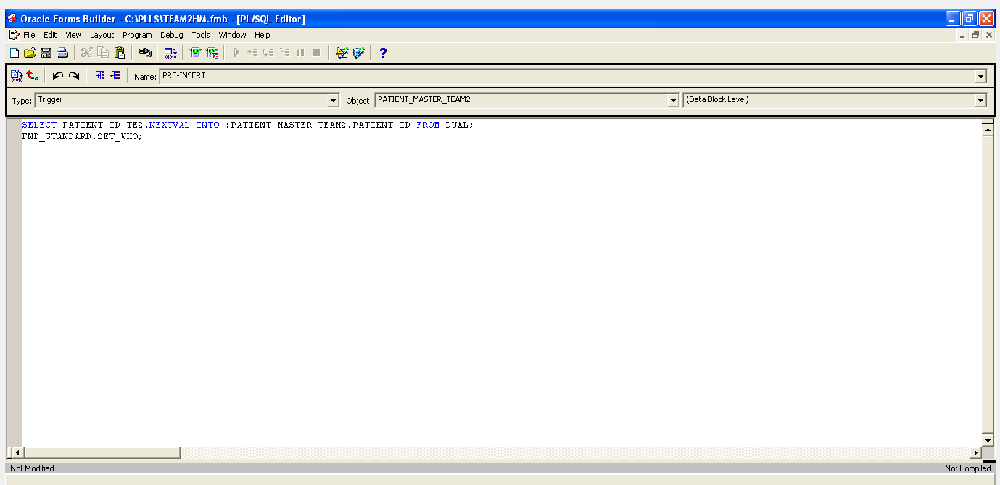 Oracle Forms Builder - C:\PLLS\TEAM2HM.fmb - [PL/SQL Editor]
File Edit View Layout Program Debug Tools Window Help
Name: PRE-INSERT
Type: Trigger Object: PATIENT_MASTER_TEAM2 (Data Block Level)
SELECT PATIENT_ID_TE2.NEXTVAL INTO :PATIENT_MASTER_TEAM2.PATIENT_ID FROM DUAL;
FND_STANDARD.SET_WHO;
Not Modified Not Compiled